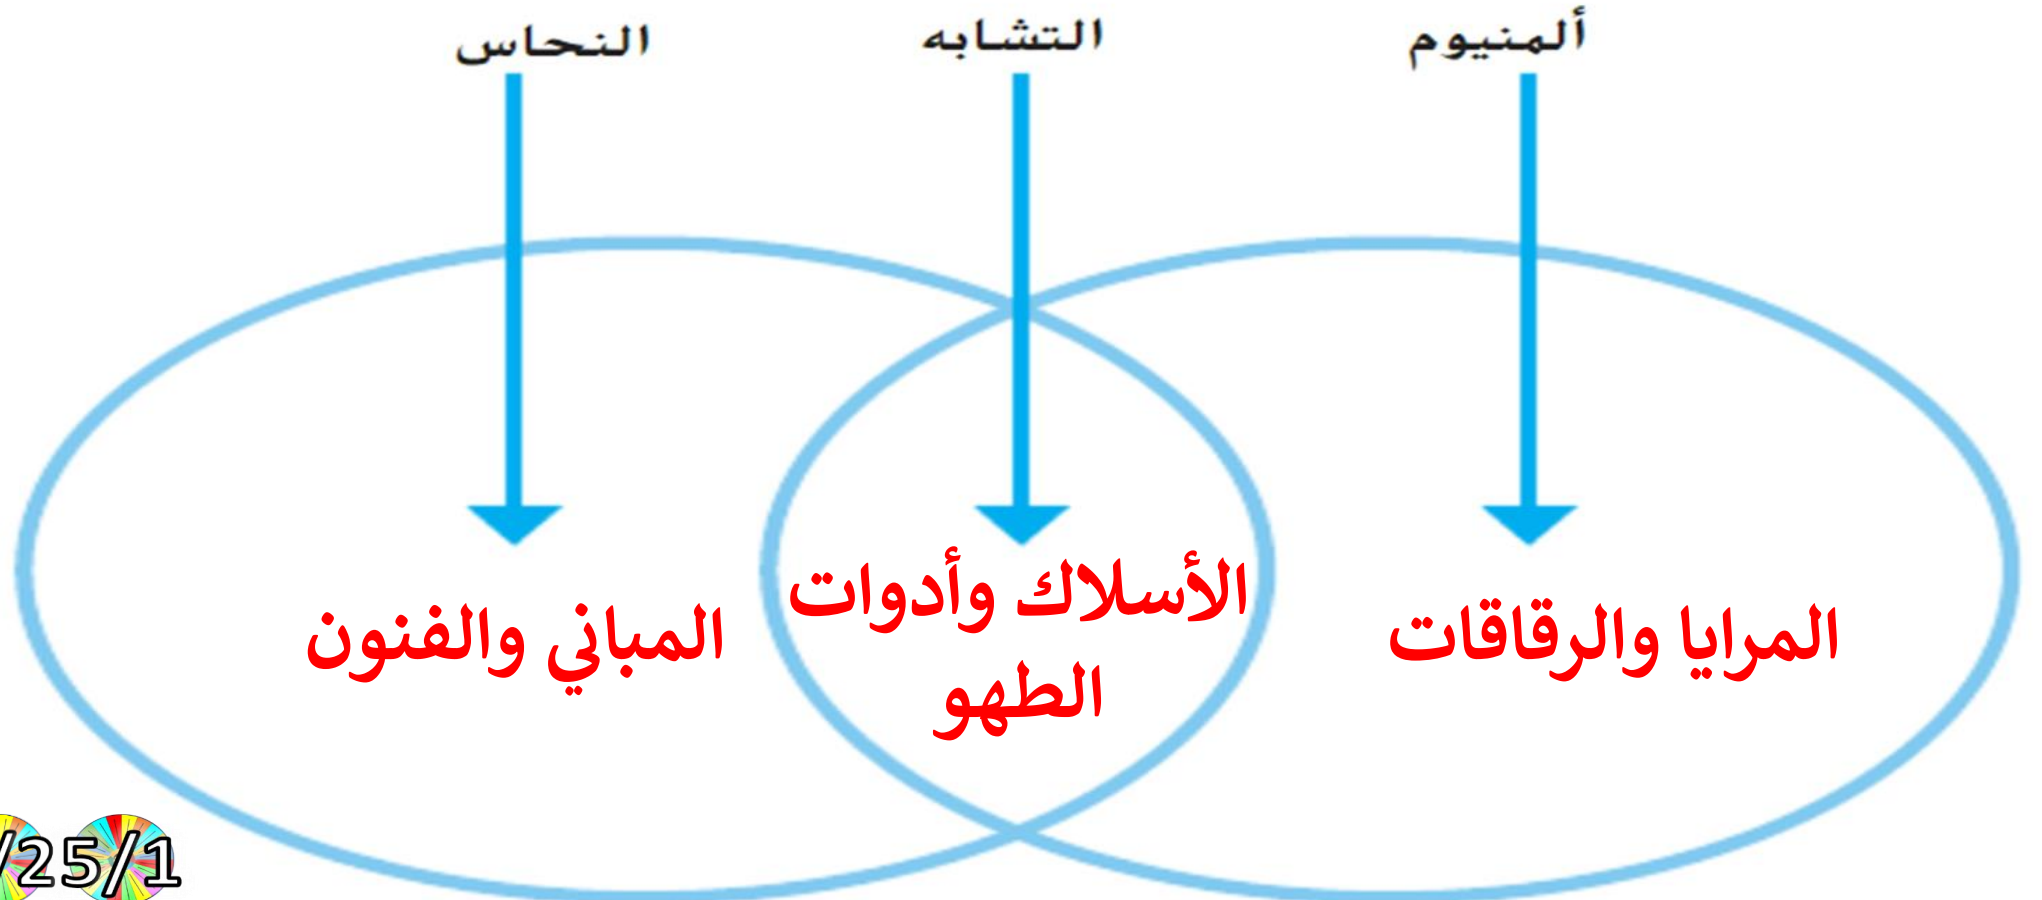 ألمنيوم
التشابه
النحاس
المرايا والرقاقات
الأسلاك وأدوات
الطهو
المباني والفنون
/25/1